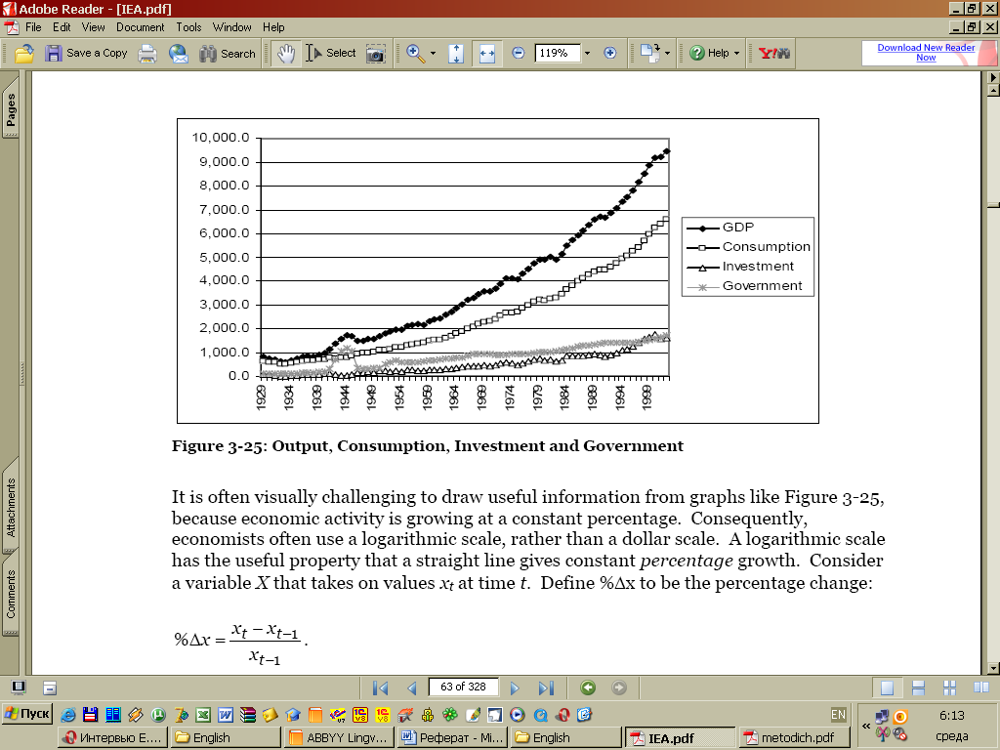 Adobe Reader - [IEA.pdf]
File Edit View Document Tools Window Help
Save a Copy Search Select 119% Help Download New Reader Now
Pages
Attachments
Comments
10,000.0
9,000.0
8,000.0
7,000.0
6,000.0
5,000.0
4,000.0
3,000.0
2,000.0
1,000.0
0.0
1929 1934 1939 1944 1949 1954 1959 1964 1969 1974 1979 1984 1989 1994 1999
GDP
Consumption
Investment
Government
Figure 3-25: Output, Consumption, Investment and Government
It is often visually challenging to draw useful information from graphs like Figure 3-25,
because economic activity is growing at a constant percentage. Consequently,
economists often use a logarithmic scale, rather than a dollar scale. A logarithmic scale
has the useful property that a straight line gives constant percentage growth. Consider
a variable X that takes on values xt at time t. Define %Δx to be the percentage change:
%Δx = (xt − xt−1) / xt−1 .
63 of 328
Пуск EN 6:13
среда
Интервью Е.... English ABBYY Lingv... Реферат - Mi... English IEA.pdf metodich.pdf